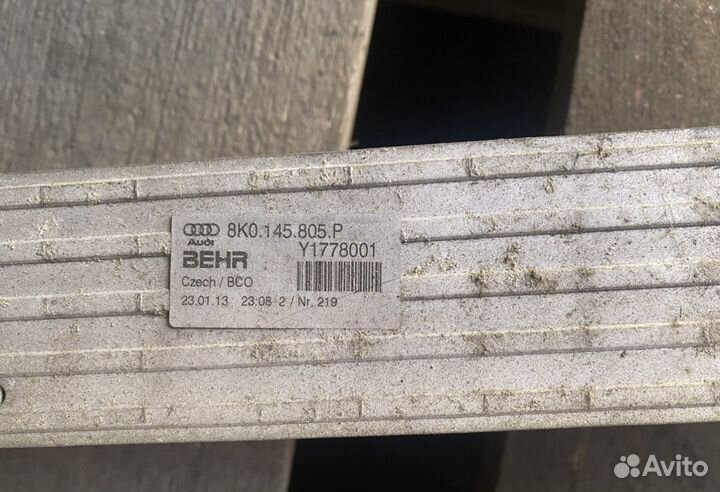 8K0.145.805.P
Audi
Y1778001
BEHR
Czech / BCO
23.01.13 23:08 2 / Nr. 219
Avito